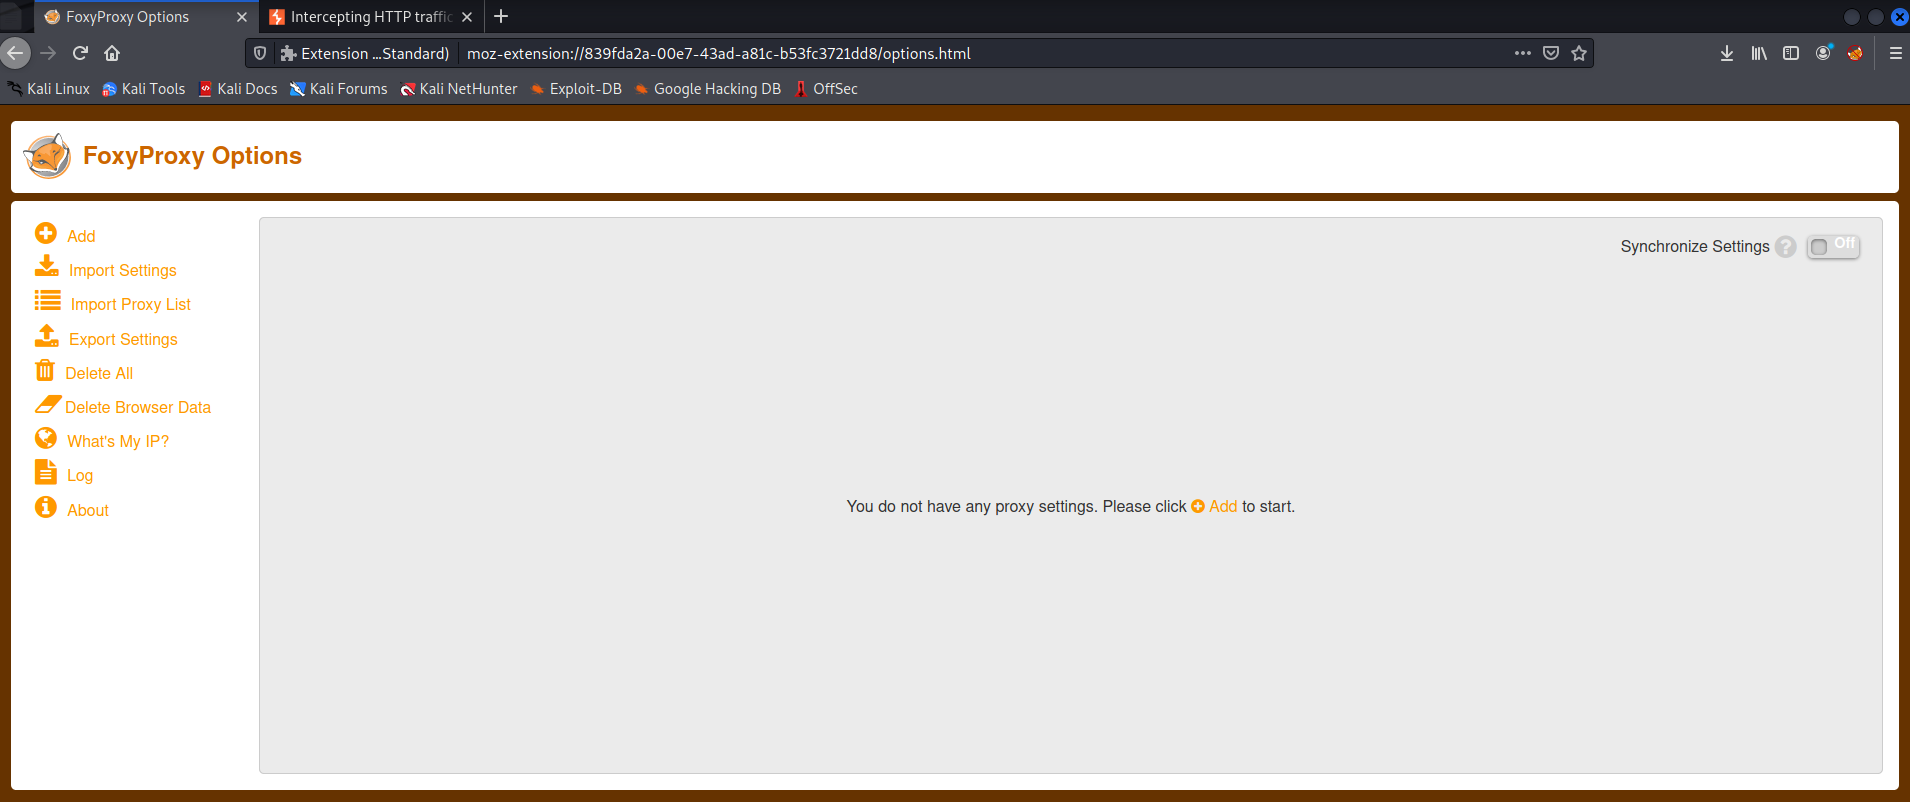 FoxyProxy Options
Intercepting HTTP traffic
Extension ...Standard) moz-extension://839fda2a-00e7-43ad-a81c-b53fc3721dd8/options.html
Kali Linux Kali Tools Kali Docs Kali Forums Kali NetHunter Exploit-DB Google Hacking DB OffSec
FoxyProxy Options
Add
Import Settings
Import Proxy List
Export Settings
Delete All
Delete Browser Data
What's My IP?
Log
About
Synchronize Settings ? Off
You do not have any proxy settings. Please click Add to start.